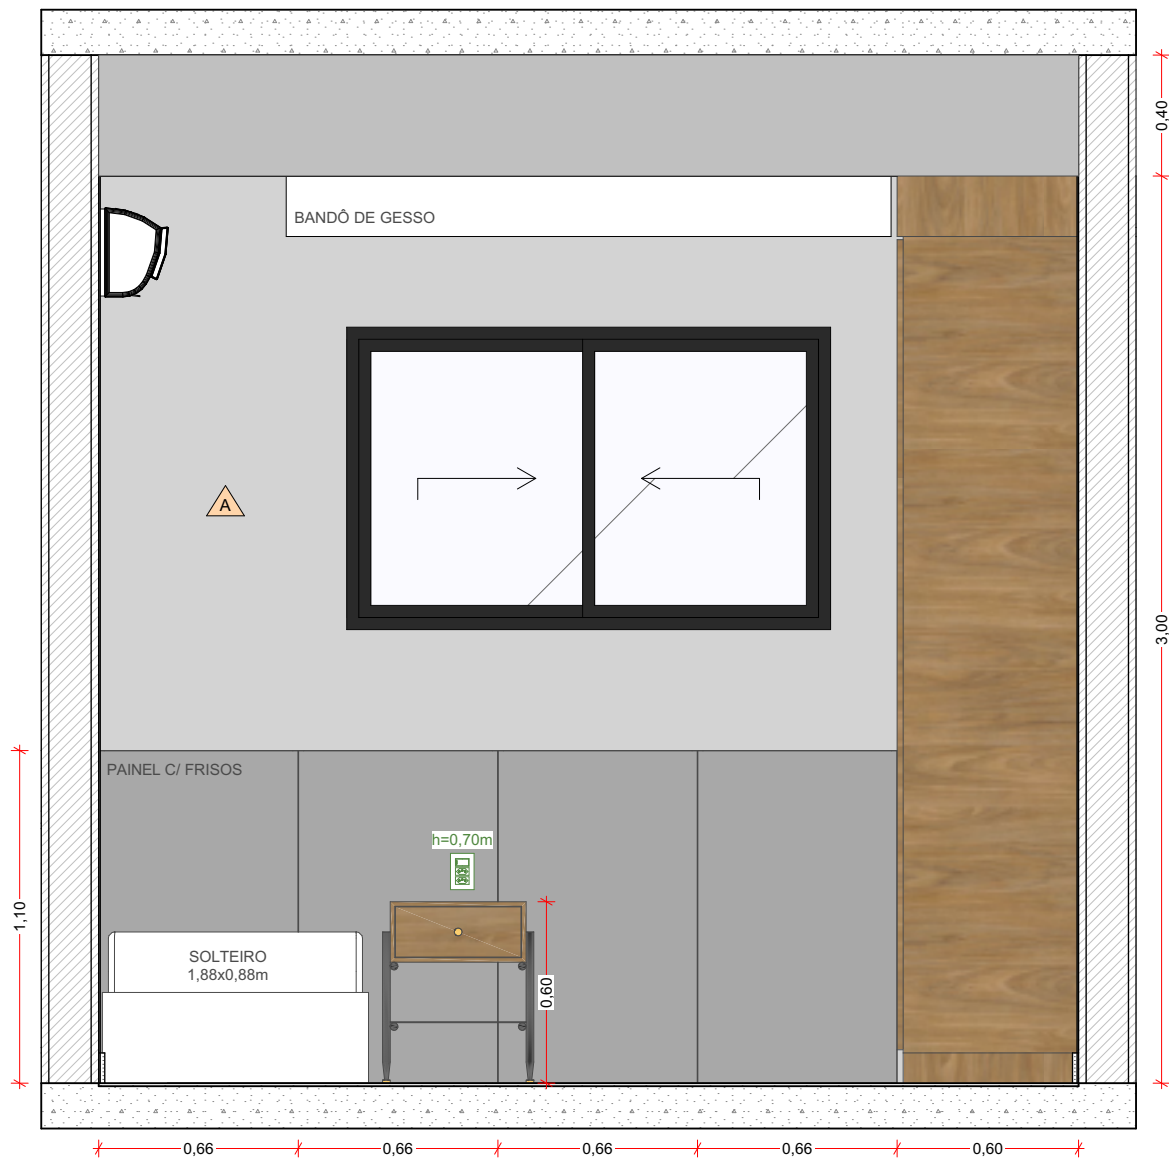 0,40
BANDÔ DE GESSO
A
3,00
PAINEL C/ FRISOS
h=0,70m
1,10
SOLTEIRO
1,88x0,88m
0,60
0,66
0,66
0,66
0,66
0,60